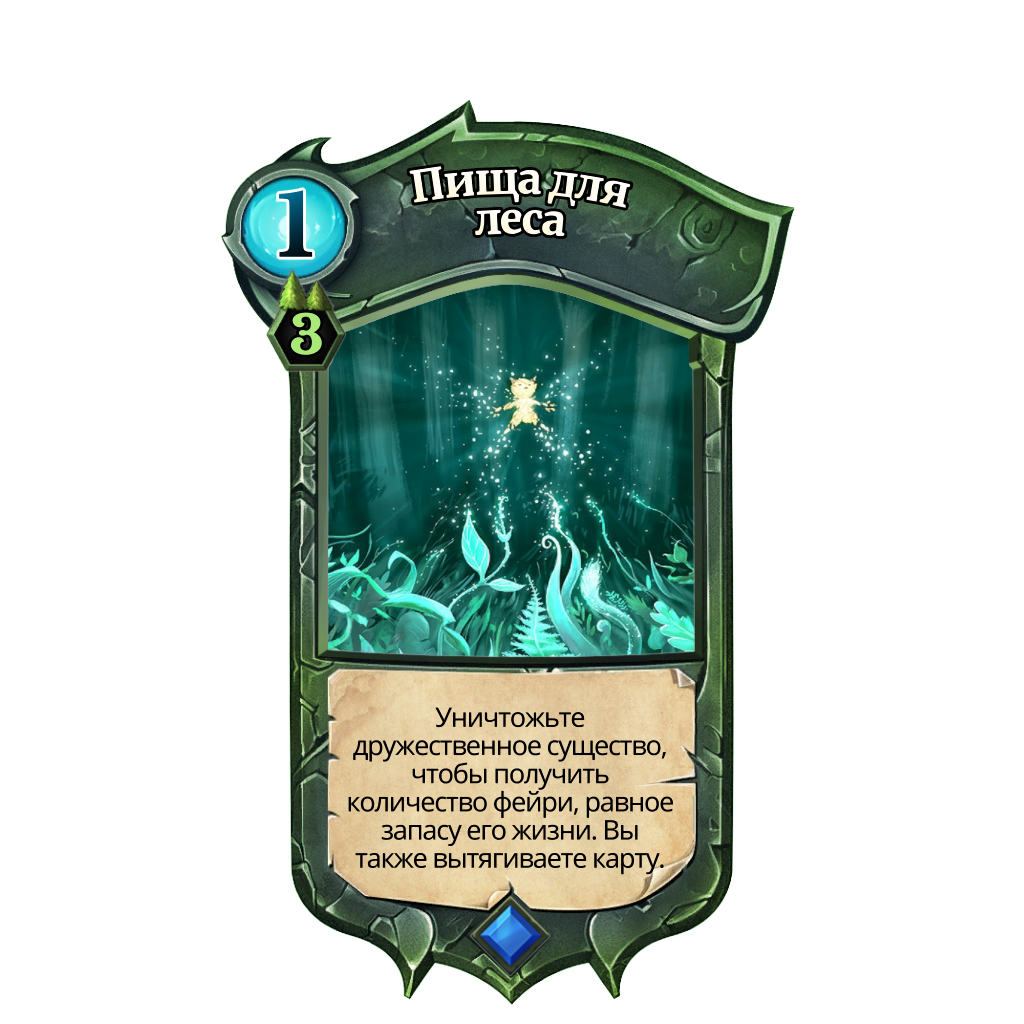 Пища для
леса
1
3
Уничтожьте
дружественное существо,
чтобы получить
количество фейри, равное
запасу его жизни. Вы
также вытягиваете карту.